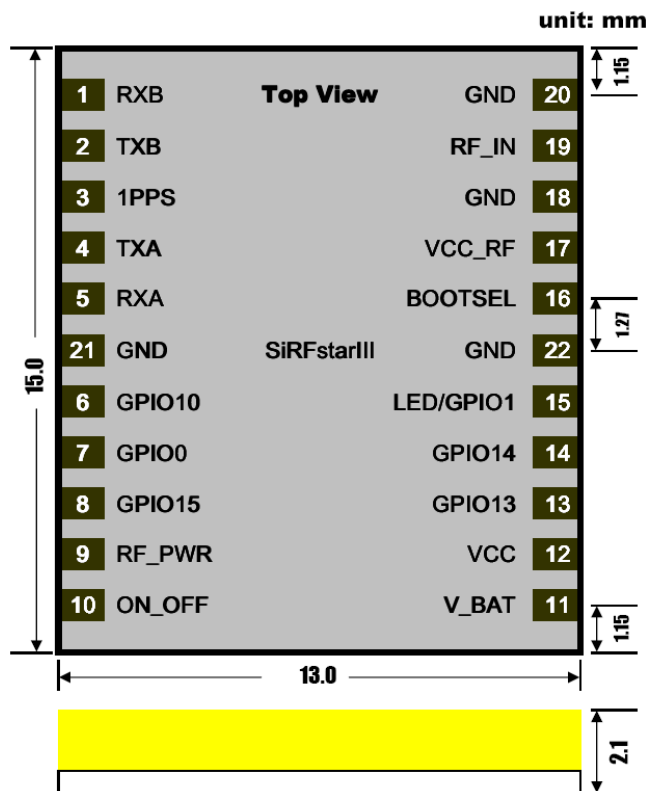 unit: mm
1 RXB Top View GND 20 1.15
2 TXB RF_IN 19
3 1PPS GND 18
4 TXA VCC_RF 17
5 RXA BOOTSEL 16
1.27
21 GND SiRFstarIII GND 22
15.0
6 GPIO10 LED/GPIO1 15
7 GPIO0 GPIO14 14
8 GPIO15 GPIO13 13
9 RF_PWR VCC 12
10 ON_OFF V_BAT 11
1.15
13.0
2.1